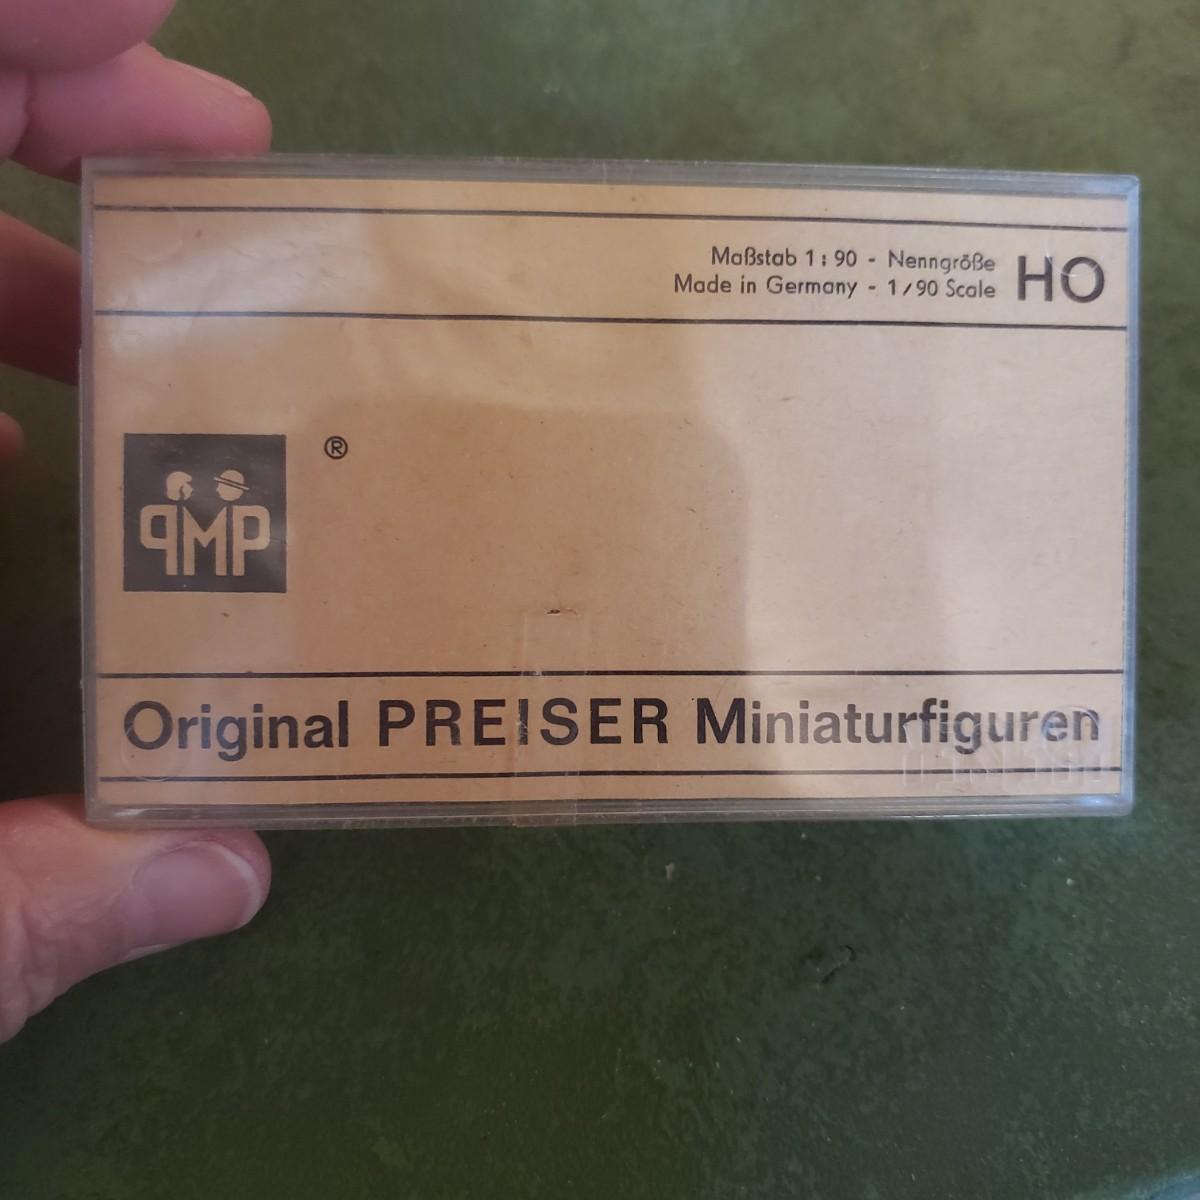 Maßstab 1:90 - Nenngröße HO
Made in Germany - 1/90 Scale
®
PMP
Original PREISER Miniaturfiguren